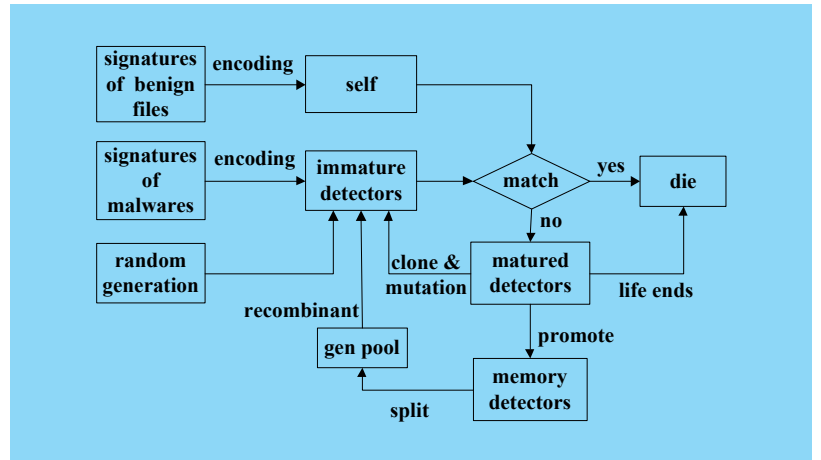 signatures
of benign
files
encoding
self
signatures
of
malwares
encoding
immature
detectors
match
yes
die
no
random
generation
clone &
mutation
matured
detectors
life ends
recombinant
promote
gen pool
memory
detectors
split